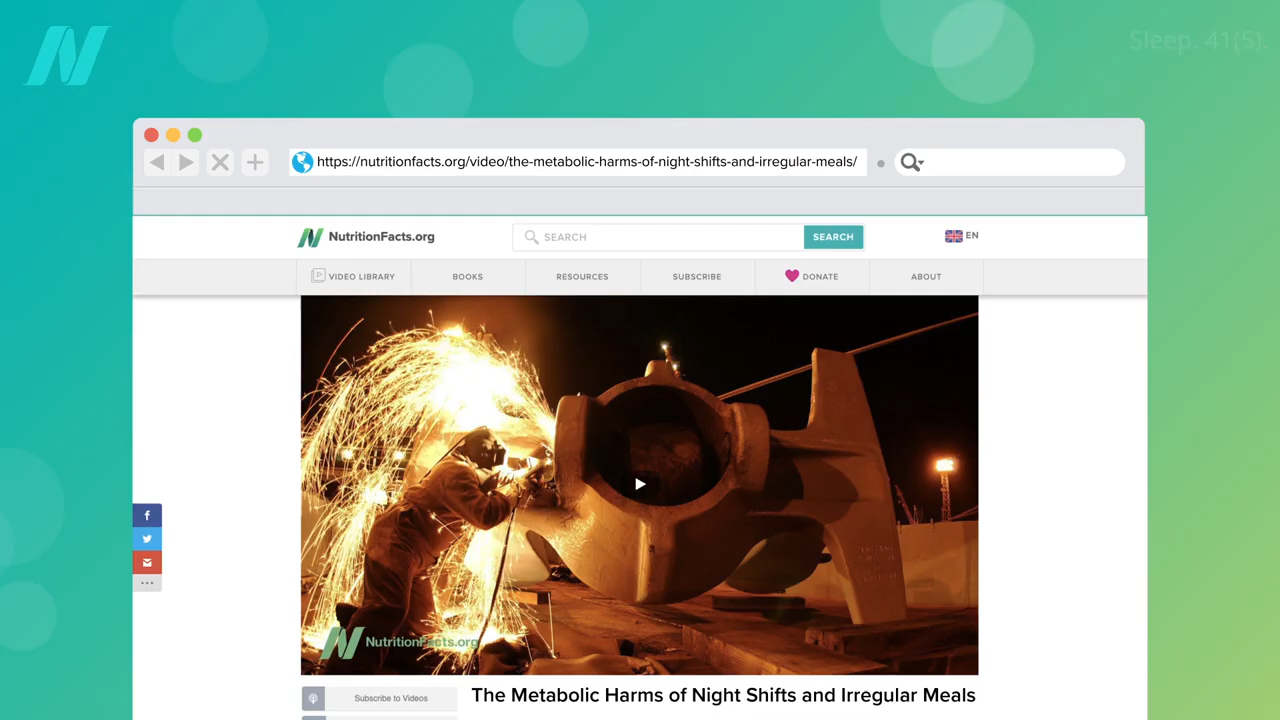 Sleep. 41(5).
https://nutritionfacts.org/video/the-metabolic-harms-of-night-shifts-and-irregular-meals/
NutritionFacts.org
SEARCH
SEARCH
EN
VIDEO LIBRARY
BOOKS
RESOURCES
SUBSCRIBE
DONATE
ABOUT
NutritionFacts.org
Subscribe to Videos
The Metabolic Harms of Night Shifts and Irregular Meals